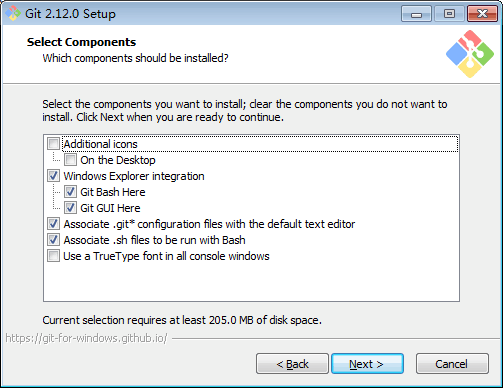 Git 2.12.0 Setup
Select Components
Which components should be installed?
Select the components you want to install; clear the components you do not want to
install. Click Next when you are ready to continue.
Additional icons
On the Desktop
Windows Explorer integration
Git Bash Here
Git GUI Here
Associate .git* configuration files with the default text editor
Associate .sh files to be run with Bash
Use a TrueType font in all console windows
Current selection requires at least 205.0 MB of disk space.
https://git-for-windows.github.io/
< Back
Next >
Cancel